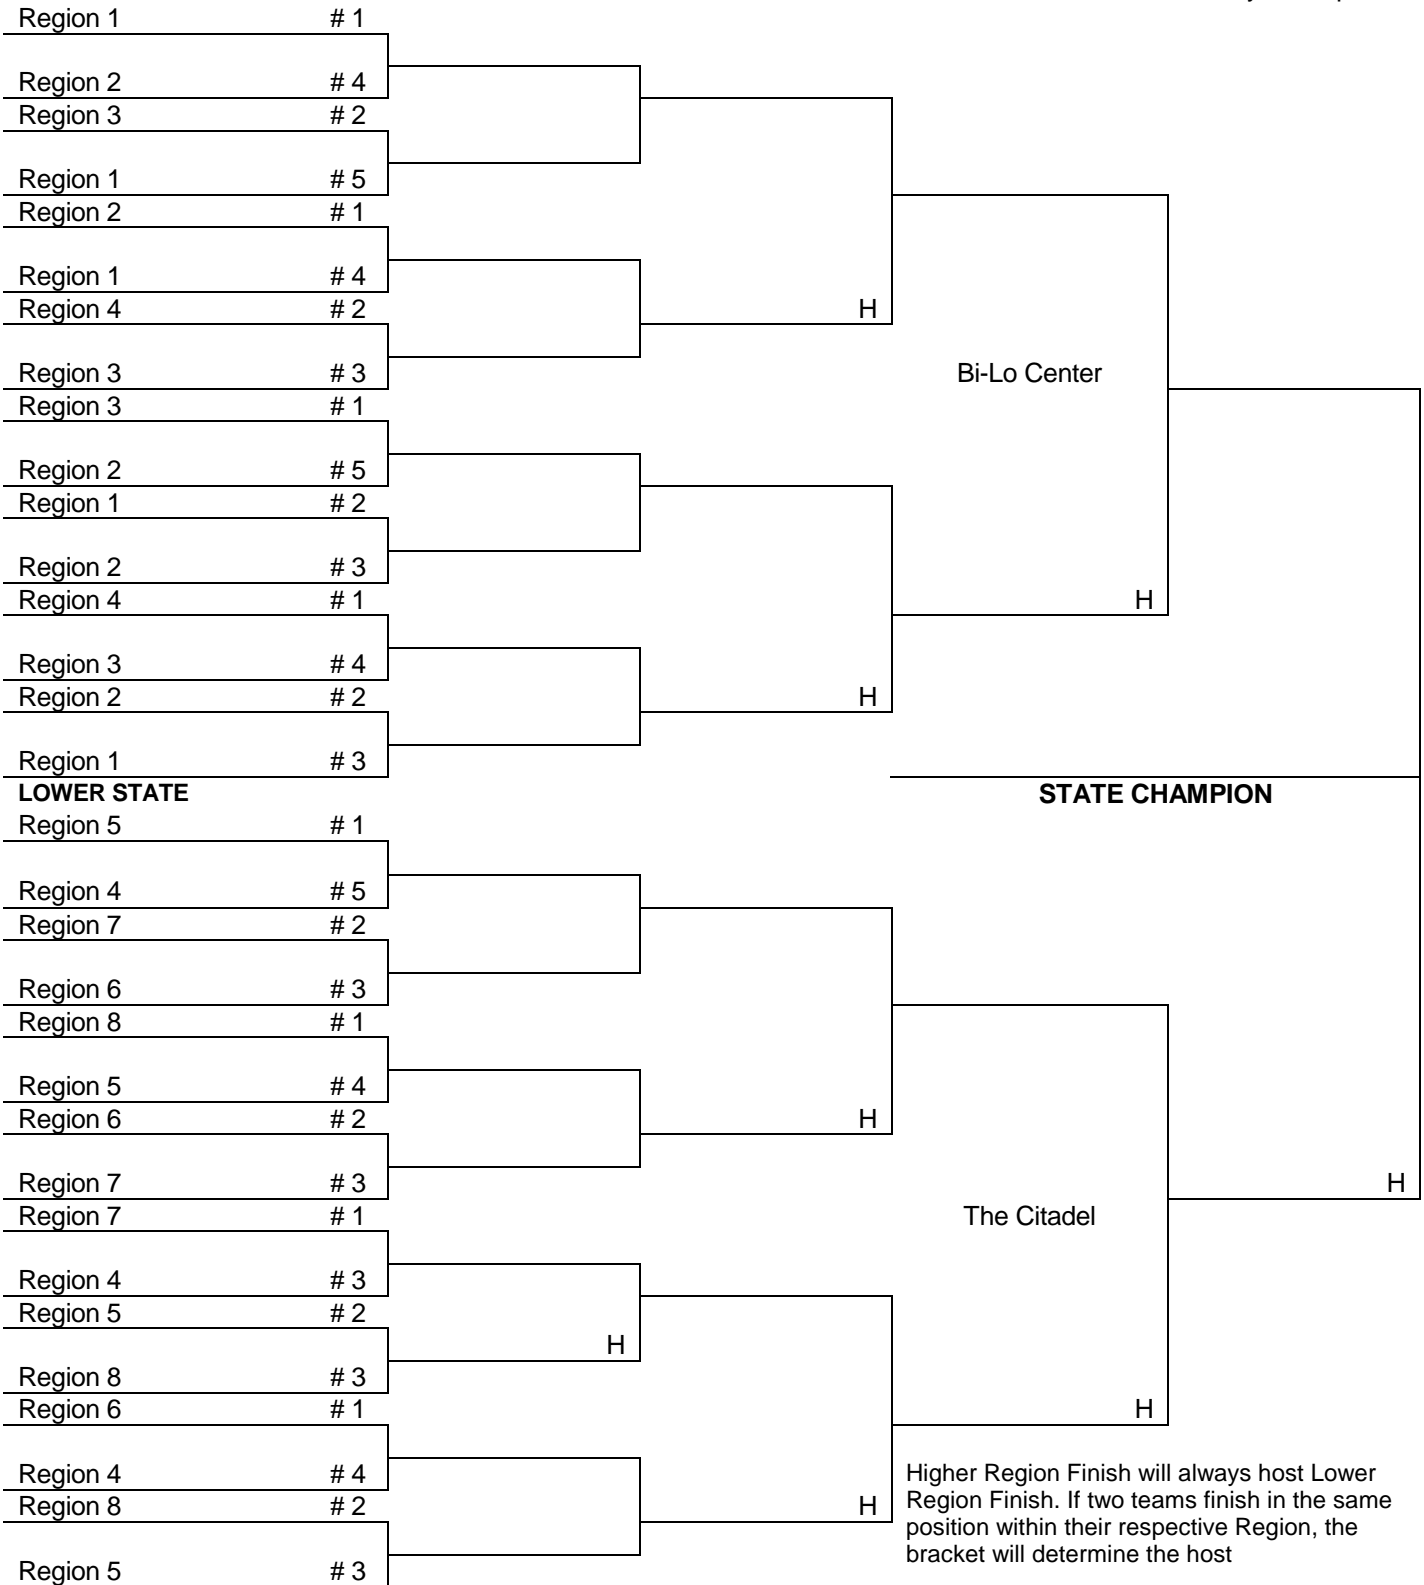 Region 1 # 1
Region 2 # 4
Region 3 # 2
Region 1 # 5
Region 2 # 1
Region 1 # 4
Region 4 # 2
H
Region 3 # 3
Bi-Lo Center
Region 3 # 1
Region 2 # 5
Region 1 # 2
Region 2 # 3
Region 4 # 1
H
Region 3 # 4
Region 2 # 2
H
Region 1 # 3
LOWER STATE
STATE CHAMPION
Region 5 # 1
Region 4 # 5
Region 7 # 2
Region 6 # 3
Region 8 # 1
Region 5 # 4
Region 6 # 2
H
Region 7 # 3
H
Region 7 # 1
The Citadel
Region 4 # 3
Region 5 # 2
H
Region 8 # 3
Region 6 # 1
H
Region 4 # 4
Region 8 # 2
H
Region 5 # 3
Higher Region Finish will always host Lower
Region Finish. If two teams finish in the same
position within their respective Region, the
bracket will determine the host